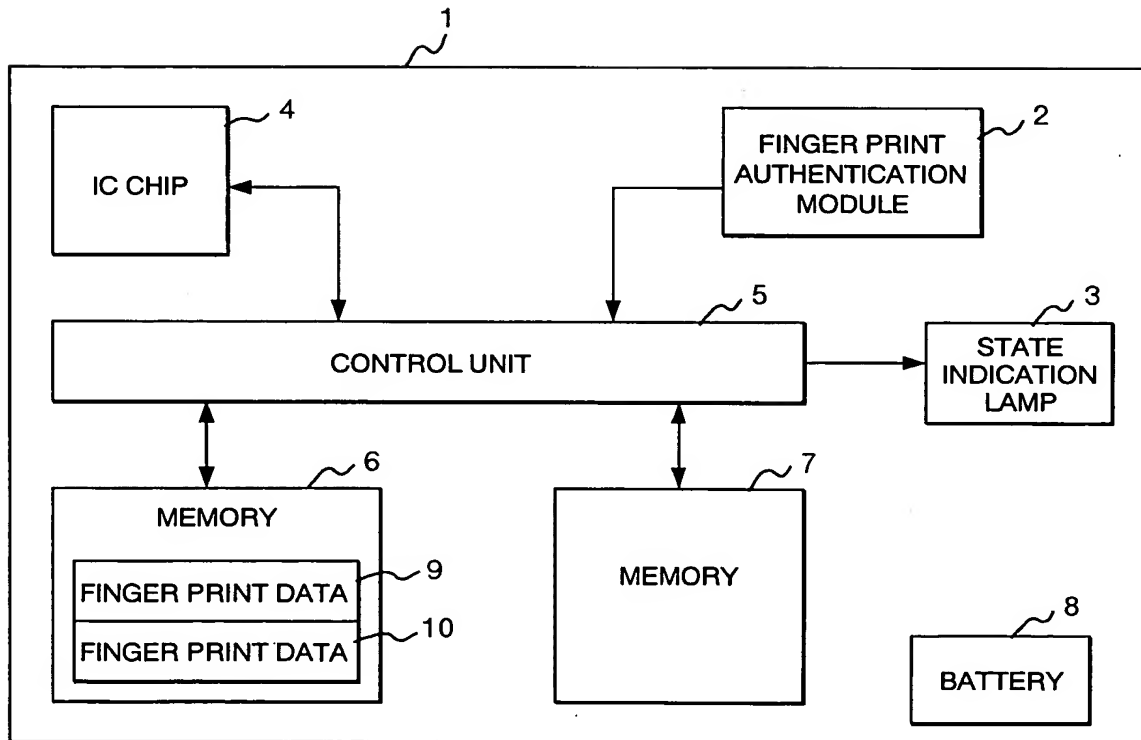 1
4
IC CHIP
2
FINGER PRINT
AUTHENTICATION
MODULE
5
CONTROL UNIT
3
STATE
INDICATION
LAMP
6
MEMORY
9
FINGER PRINT DATA
10
FINGER PRINT DATA
7
MEMORY
8
BATTERY